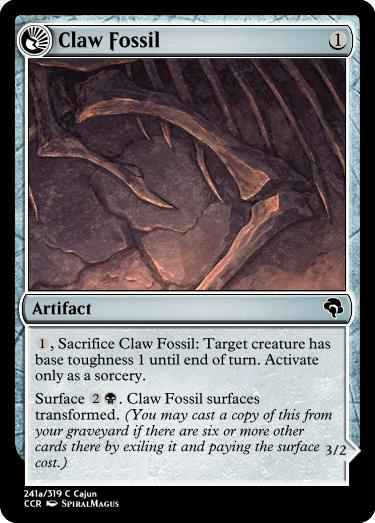 Claw Fossil 1
Artifact
1, Sacrifice Claw Fossil: Target creature has
base toughness 1 until end of turn. Activate
only as a sorcery.
Surface 2. Claw Fossil surfaces
transformed. (You may cast a copy of this from
your graveyard if there are six or more other
cards there by exiling it and paying the surface
cost.)
3/2
241a/319 C Cajun
CCR SPIRALMAGUS